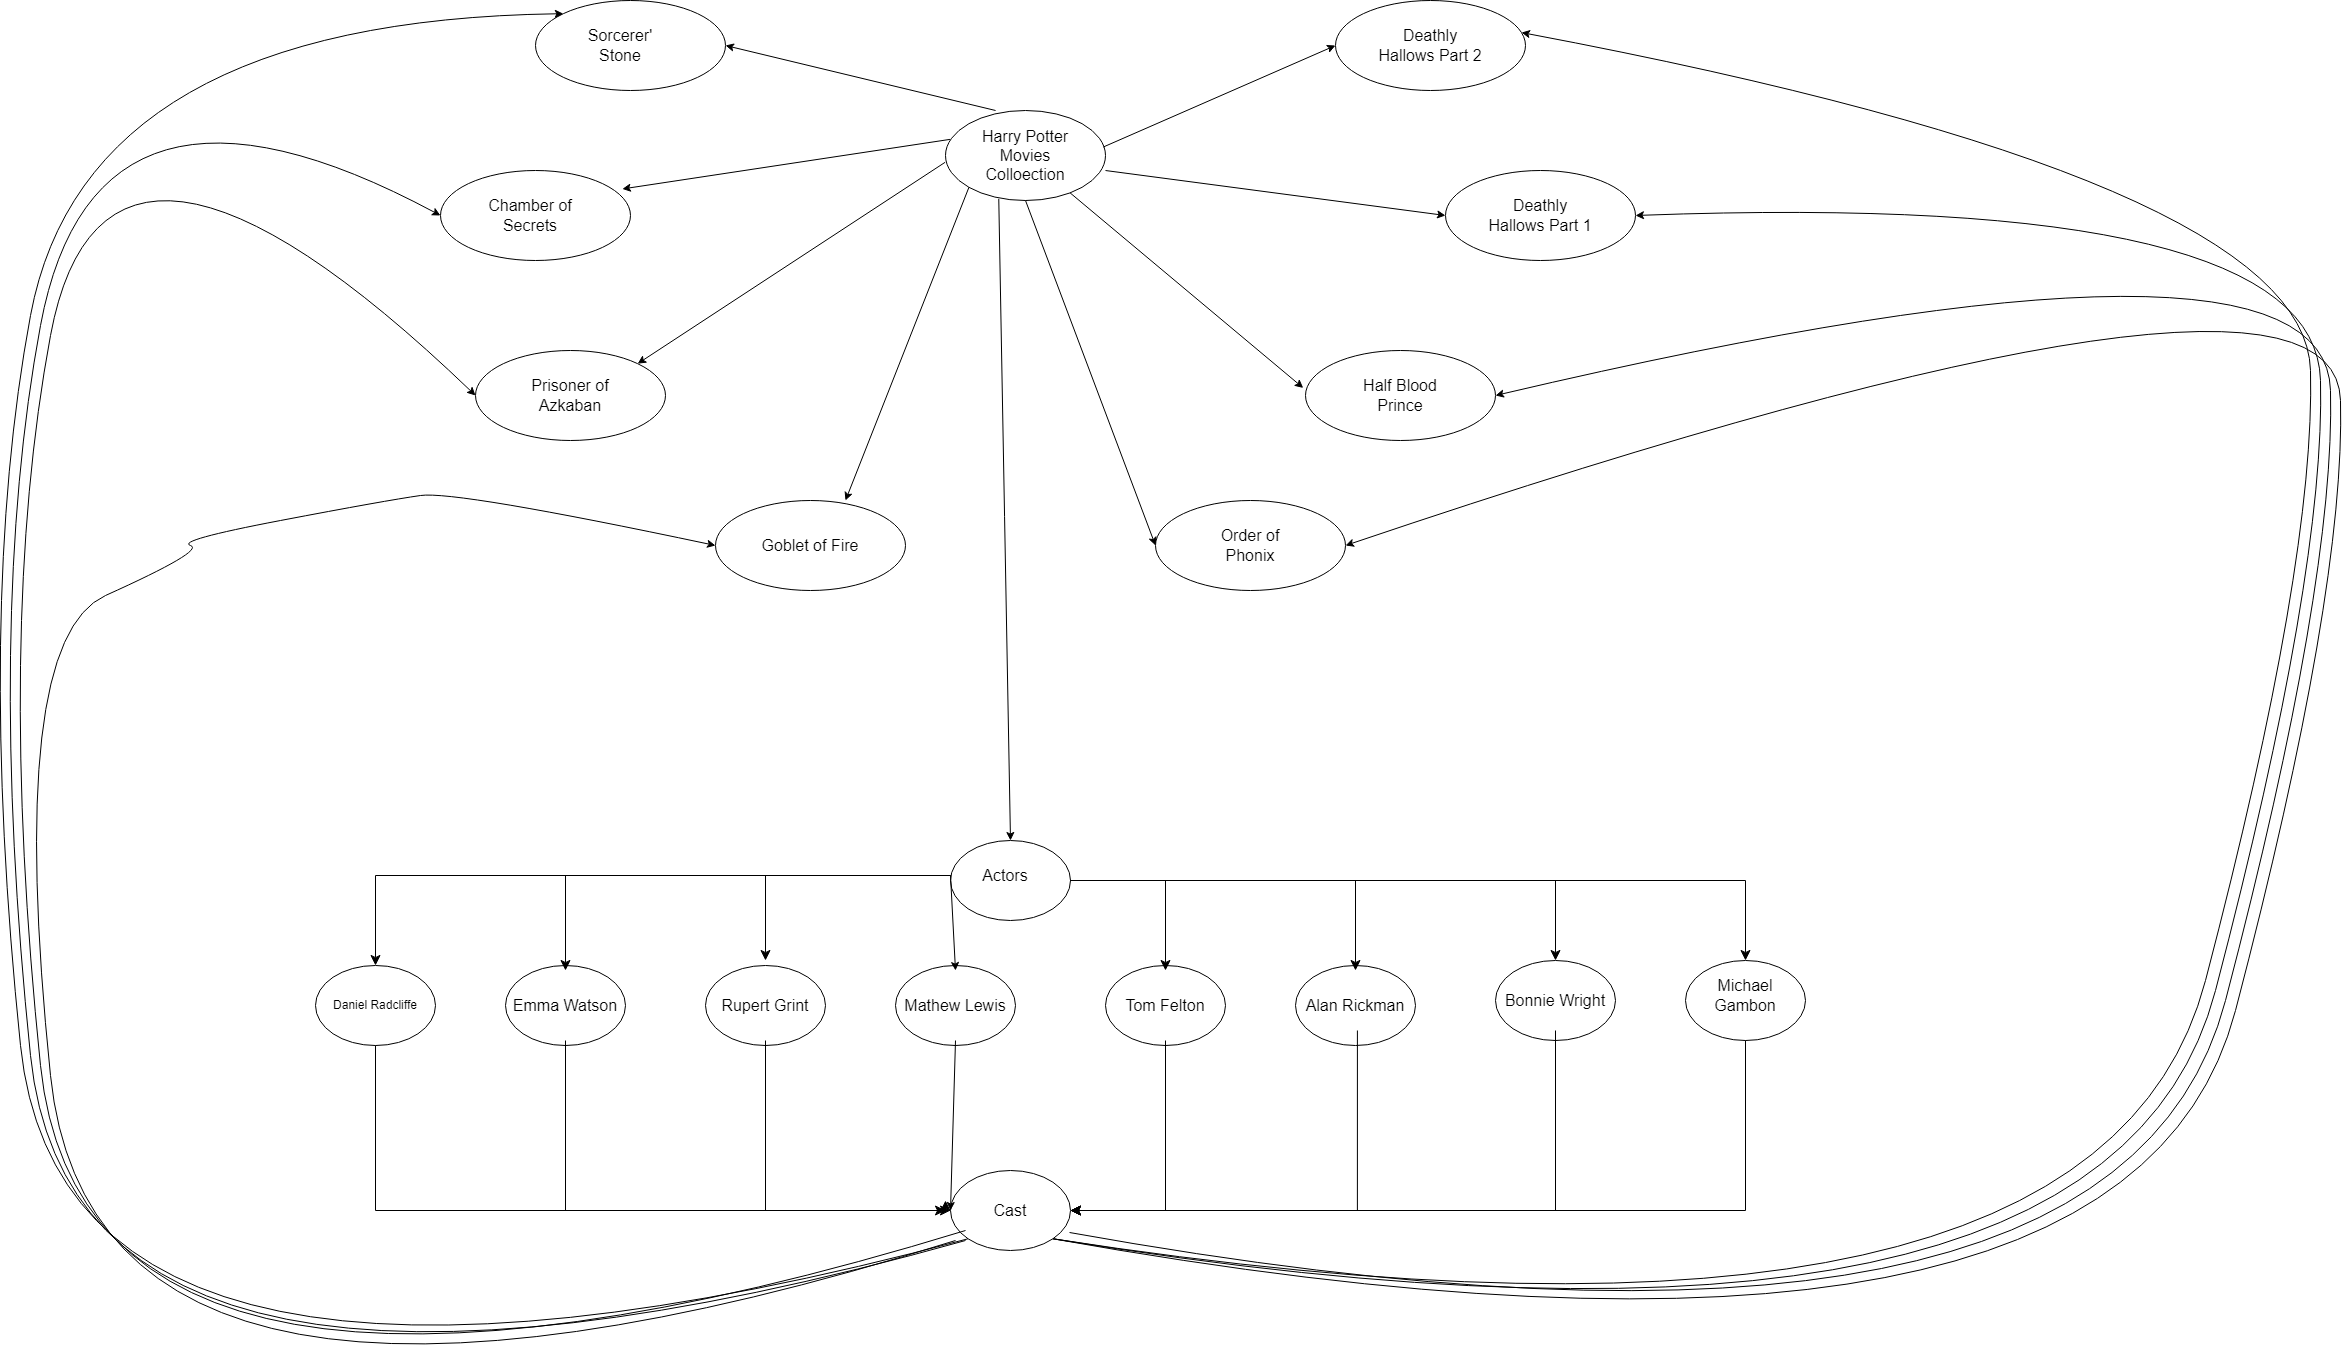 Sorcerer'
Stone
Deathly
Hallows Part 2
Harry Potter
Movies
Colloection
Chamber of
Secrets
Deathly
Hallows Part 1
Prisoner of
Azkaban
Half Blood
Prince
Goblet of Fire
Order of
Phonix
Actors
Daniel Radcliffe
Emma Watson
Rupert Grint
Mathew Lewis
Tom Felton
Alan Rickman
Bonnie Wright
Michael
Gambon
Cast